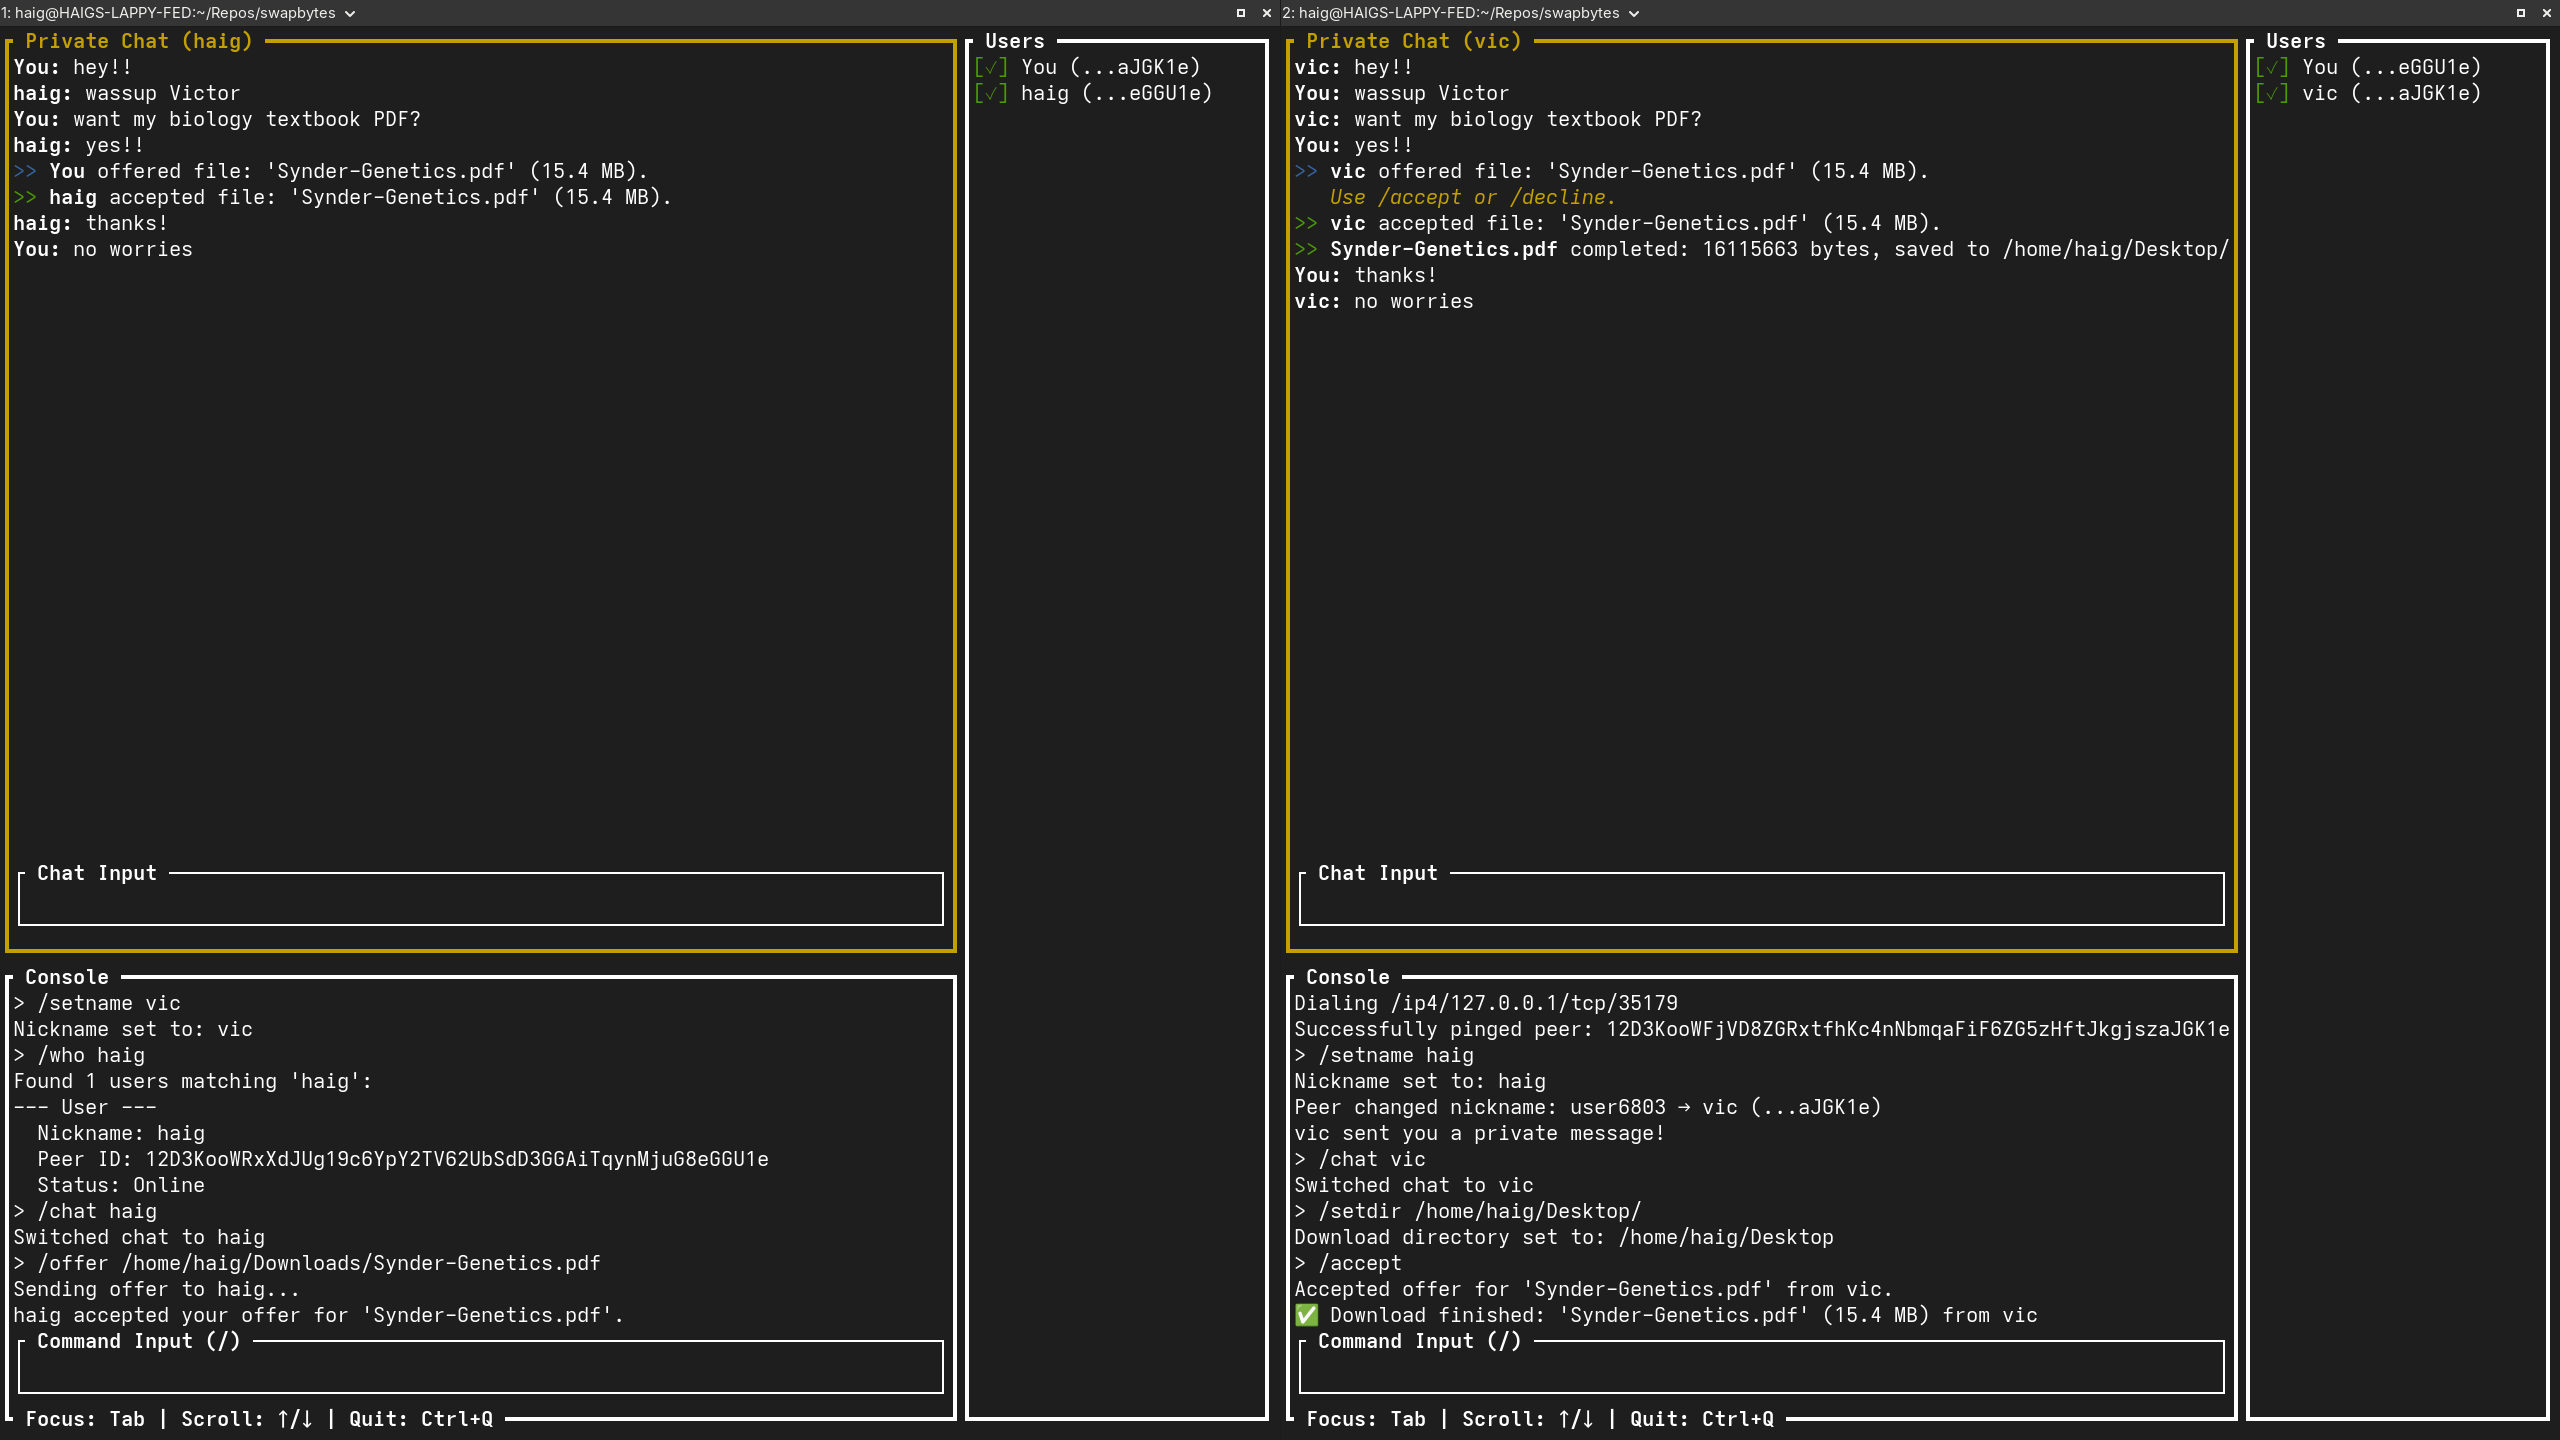 1: haig@HAIGS-LAPPY-FED:~/Repos/swapbytes
Private Chat (haig)
You: hey!!
haig: wassup Victor
You: want my biology textbook PDF?
haig: yes!!
>> You offered file: 'Synder-Genetics.pdf' (15.4 MB).
>> haig accepted file: 'Synder-Genetics.pdf' (15.4 MB).
haig: thanks!
You: no worries
Chat Input
Users
[✓] You (...aJGK1e)
[✓] haig (...eGGU1e)
Console
> /setname vic
Nickname set to: vic
> /who haig
Found 1 users matching 'haig':
--- User ---
Nickname: haig
Peer ID: 12D3KooWRxXdJUg19c6YpY2TV62UbSdD3GGAiTqynMjuG8eGGU1e
Status: Online
> /chat haig
Switched chat to haig
> /offer /home/haig/Downloads/Synder-Genetics.pdf
Sending offer to haig...
haig accepted your offer for 'Synder-Genetics.pdf'.
Command Input (/)
Focus: Tab | Scroll: ↑/↓ | Quit: Ctrl+Q
2: haig@HAIGS-LAPPY-FED:~/Repos/swapbytes
Private Chat (vic)
vic: hey!!
You: wassup Victor
vic: want my biology textbook PDF?
You: yes!!
>> vic offered file: 'Synder-Genetics.pdf' (15.4 MB).
Use /accept or /decline.
>> vic accepted file: 'Synder-Genetics.pdf' (15.4 MB).
>> Synder-Genetics.pdf completed: 16115663 bytes, saved to /home/haig/Desktop/
You: thanks!
vic: no worries
Chat Input
Users
[✓] You (...eGGU1e)
[✓] vic (...aJGK1e)
Console
Dialing /ip4/127.0.0.1/tcp/35179
Successfully pinged peer: 12D3KooWFjVD8ZGRxtfhKc4nNbmqaFiF6ZG5zHftJkgjszaJGK1e
> /setname haig
Nickname set to: haig
Peer changed nickname: user6803 → vic (...aJGK1e)
vic sent you a private message!
> /chat vic
Switched chat to vic
> /setdir /home/haig/Desktop/
Download directory set to: /home/haig/Desktop
> /accept
Accepted offer for 'Synder-Genetics.pdf' from vic.
✅ Download finished: 'Synder-Genetics.pdf' (15.4 MB) from vic
Command Input (/)
Focus: Tab | Scroll: ↑/↓ | Quit: Ctrl+Q